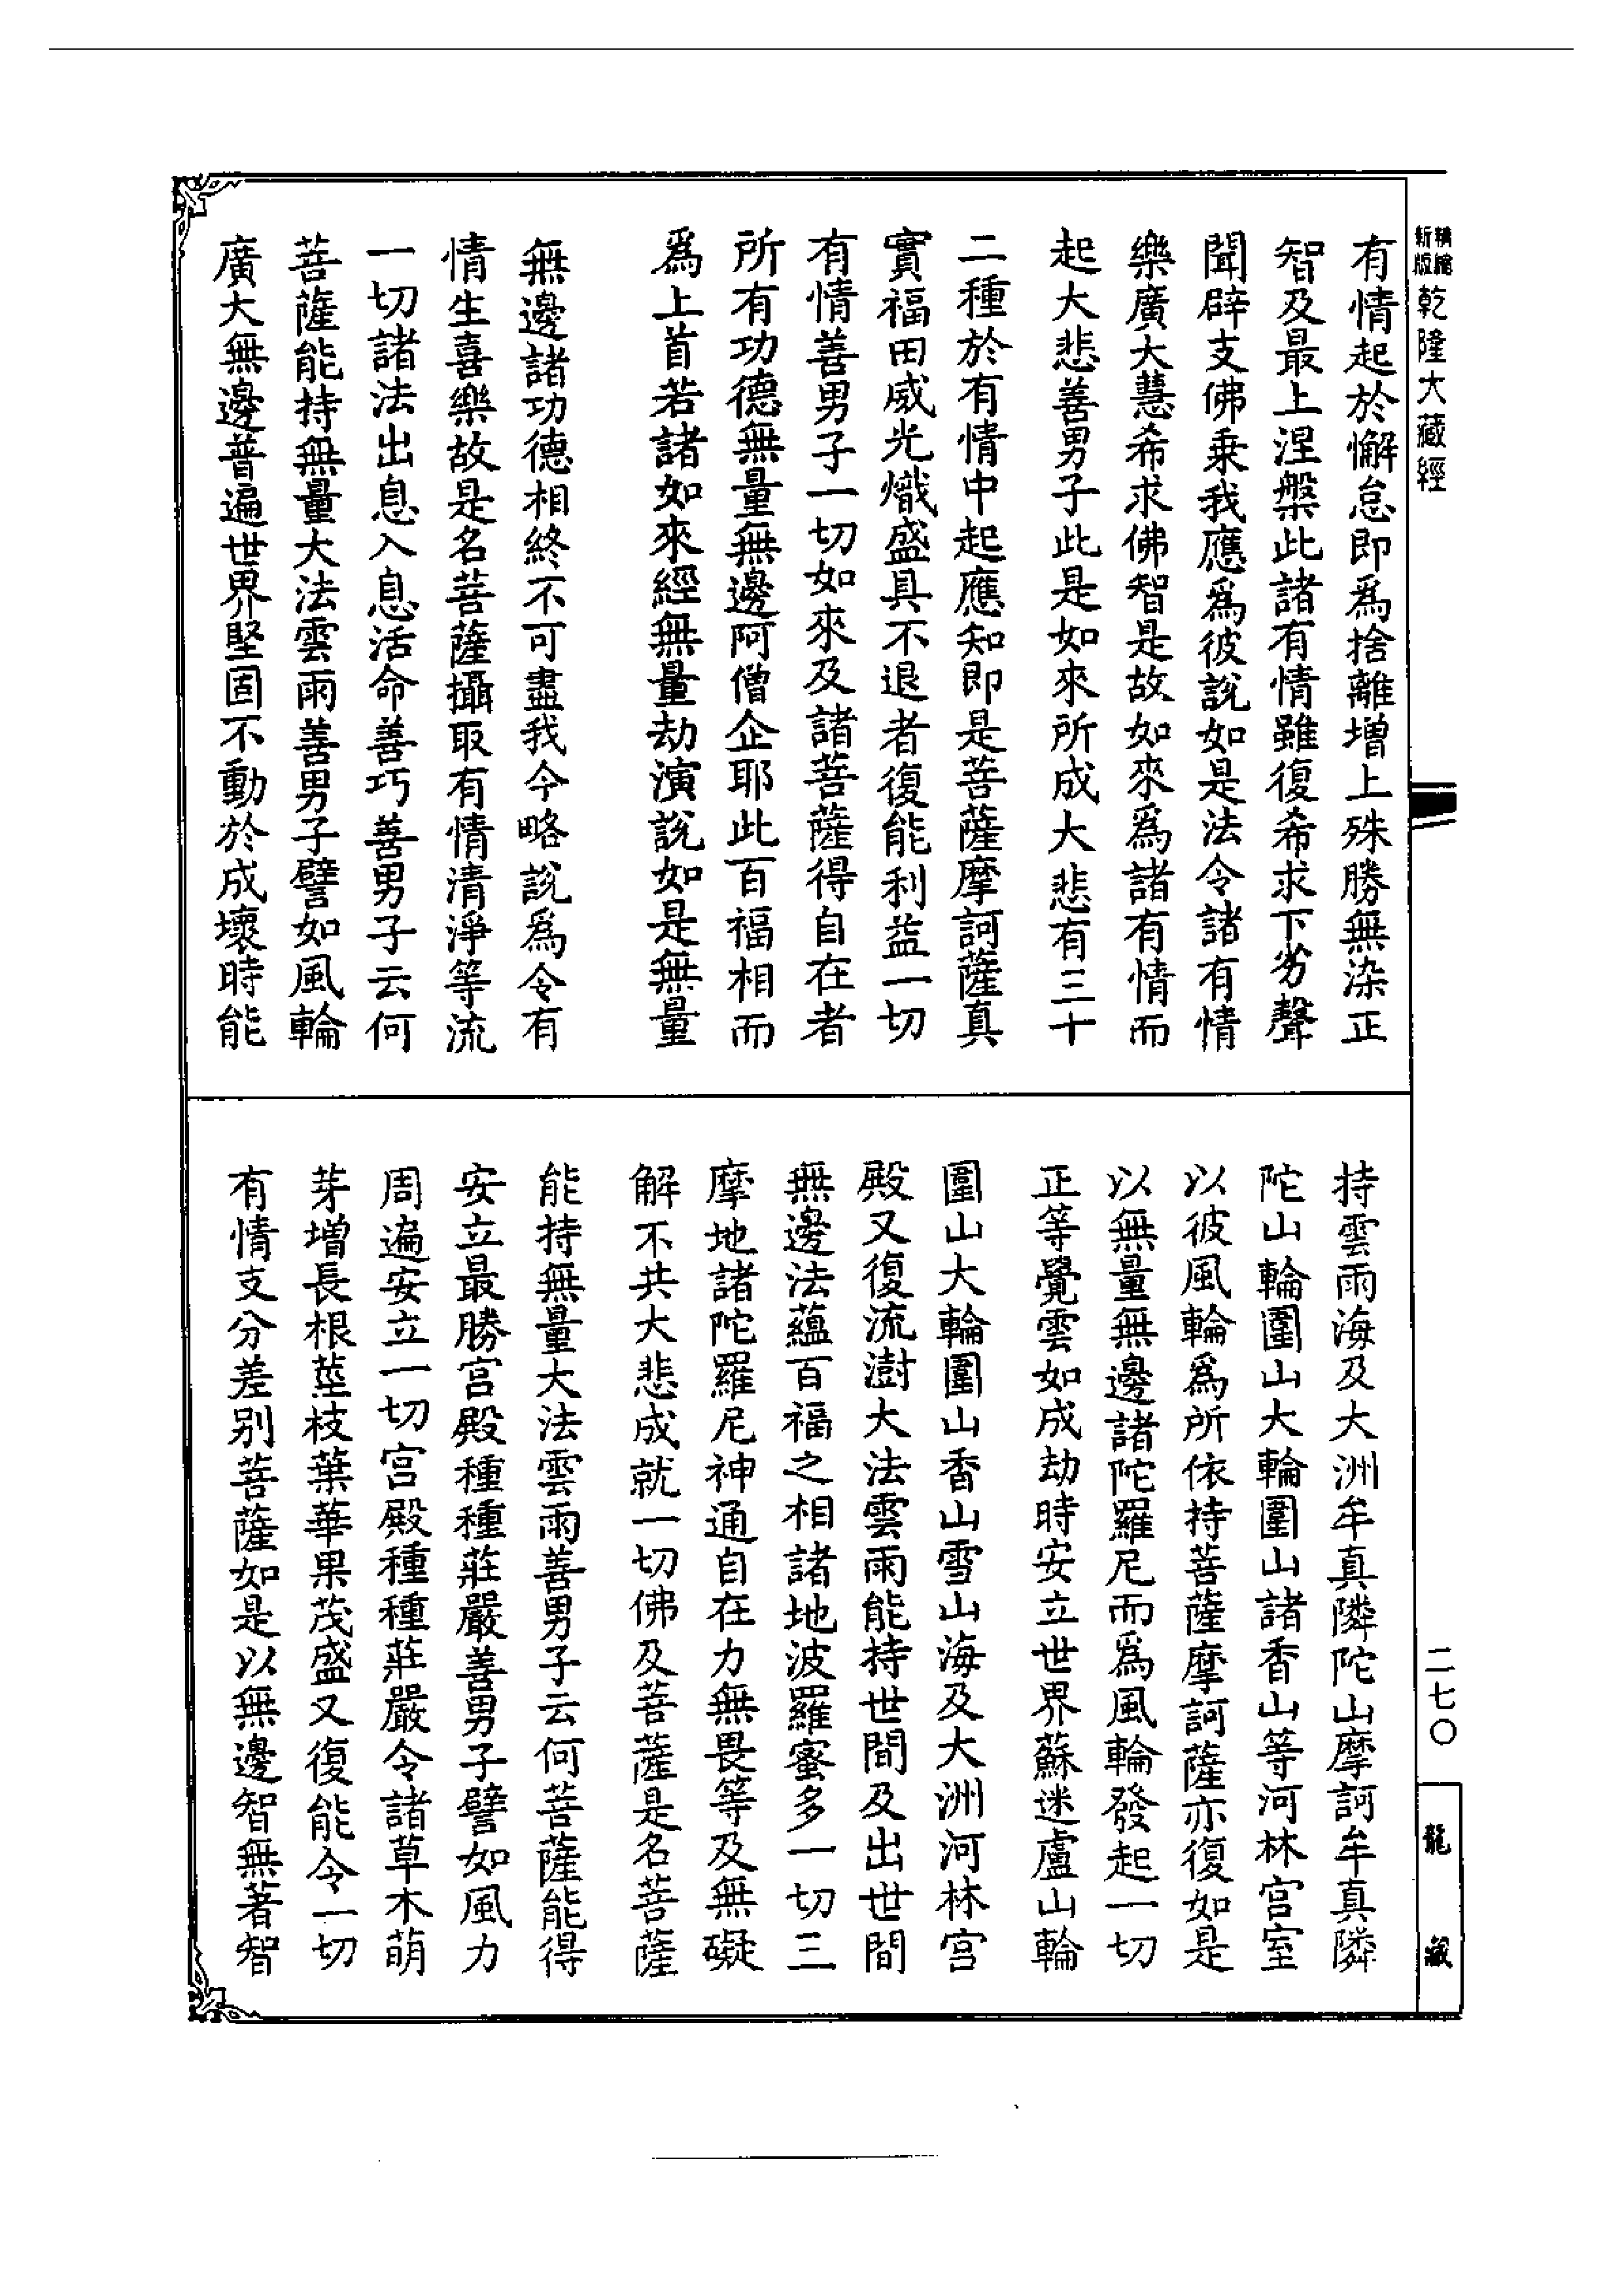 新版精縮乾隆大藏經
有情起於懈怠即爲捨離增上殊勝無染正
智及最上涅槃此諸有情雖復希求下劣聲
聞辟支佛乗我應爲彼說如是法令諸有情
樂廣大慧希求佛智是故如來爲諸有情而
起大悲善男子此是如來所成大悲有三十
二種於有情中起應知即是菩薩摩訶薩真
實福田威光熾盛具不退者復能利益一切
有情善男子一切如來及諸菩薩得自在者
所有功德無量無邊阿僧企耶此百福相而
爲上首若諸如來經無量劫演說如是無量
無邊諸功德相終不可盡我今略說爲令有
情生喜樂故是名菩薩攝取有情清淨等流
一切諸法出息入息活命善巧善男子云何
菩薩能持無量大法雲雨善男子譬如風輪
廣大無邊普遍世界堅固不動於成壞時能
持雲雨海及大洲牟真隣陀山摩訶牟真隣
陀山輪圍山大輪圍山諸香山等河林宫室
以彼風輪爲所依持菩薩摩訶薩亦復如是
以無量無邊諸陀羅尼而爲風輪發起一切
正等覺雲如成劫時安立世界蘇迷盧山輪
圍山大輪圍山香山雪山海及大洲河林宫
殿又復流澍大法雲雨能持世間及出世間
無邊法蘊百福之相諸地波羅蜜多一切三
摩地諸陀羅尼神通自在力無畏等及無礙
解不共大悲成就一切佛及菩薩是名菩薩
能持無量大法雲雨善男子云何菩薩能得
安立最勝宫殿種種莊嚴善男子譬如風力
周遍安立一切宫殿種種莊嚴令諸草木萌
芽增長根莖枝葉華果茂盛又復能令一切
有情支分差別菩薩如是以無邊智無著智
二七〇
龍藏